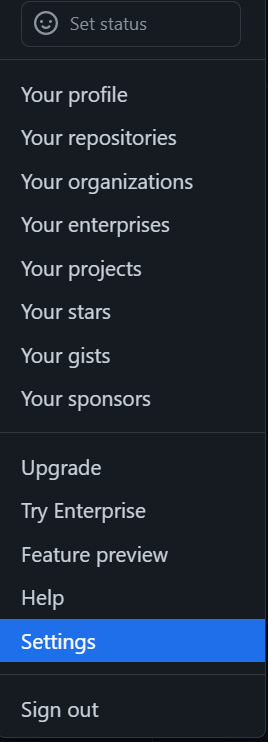 Set status
Your profile
Your repositories
Your organizations
Your enterprises
Your projects
Your stars
Your gists
Your sponsors
Upgrade
Try Enterprise
Feature preview
Help
Settings
Sign out